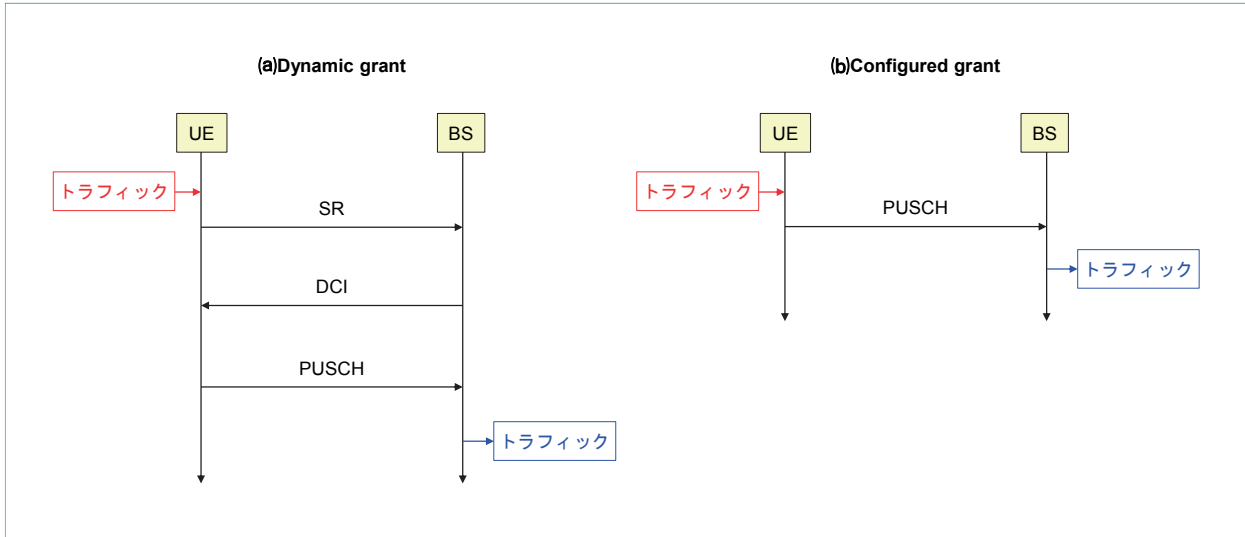 ⒜Dynamic grant
UE
BS
トラフィック
SR
DCI
PUSCH
トラフィック
⒝Configured grant
UE
BS
トラフィック
PUSCH
トラフィック